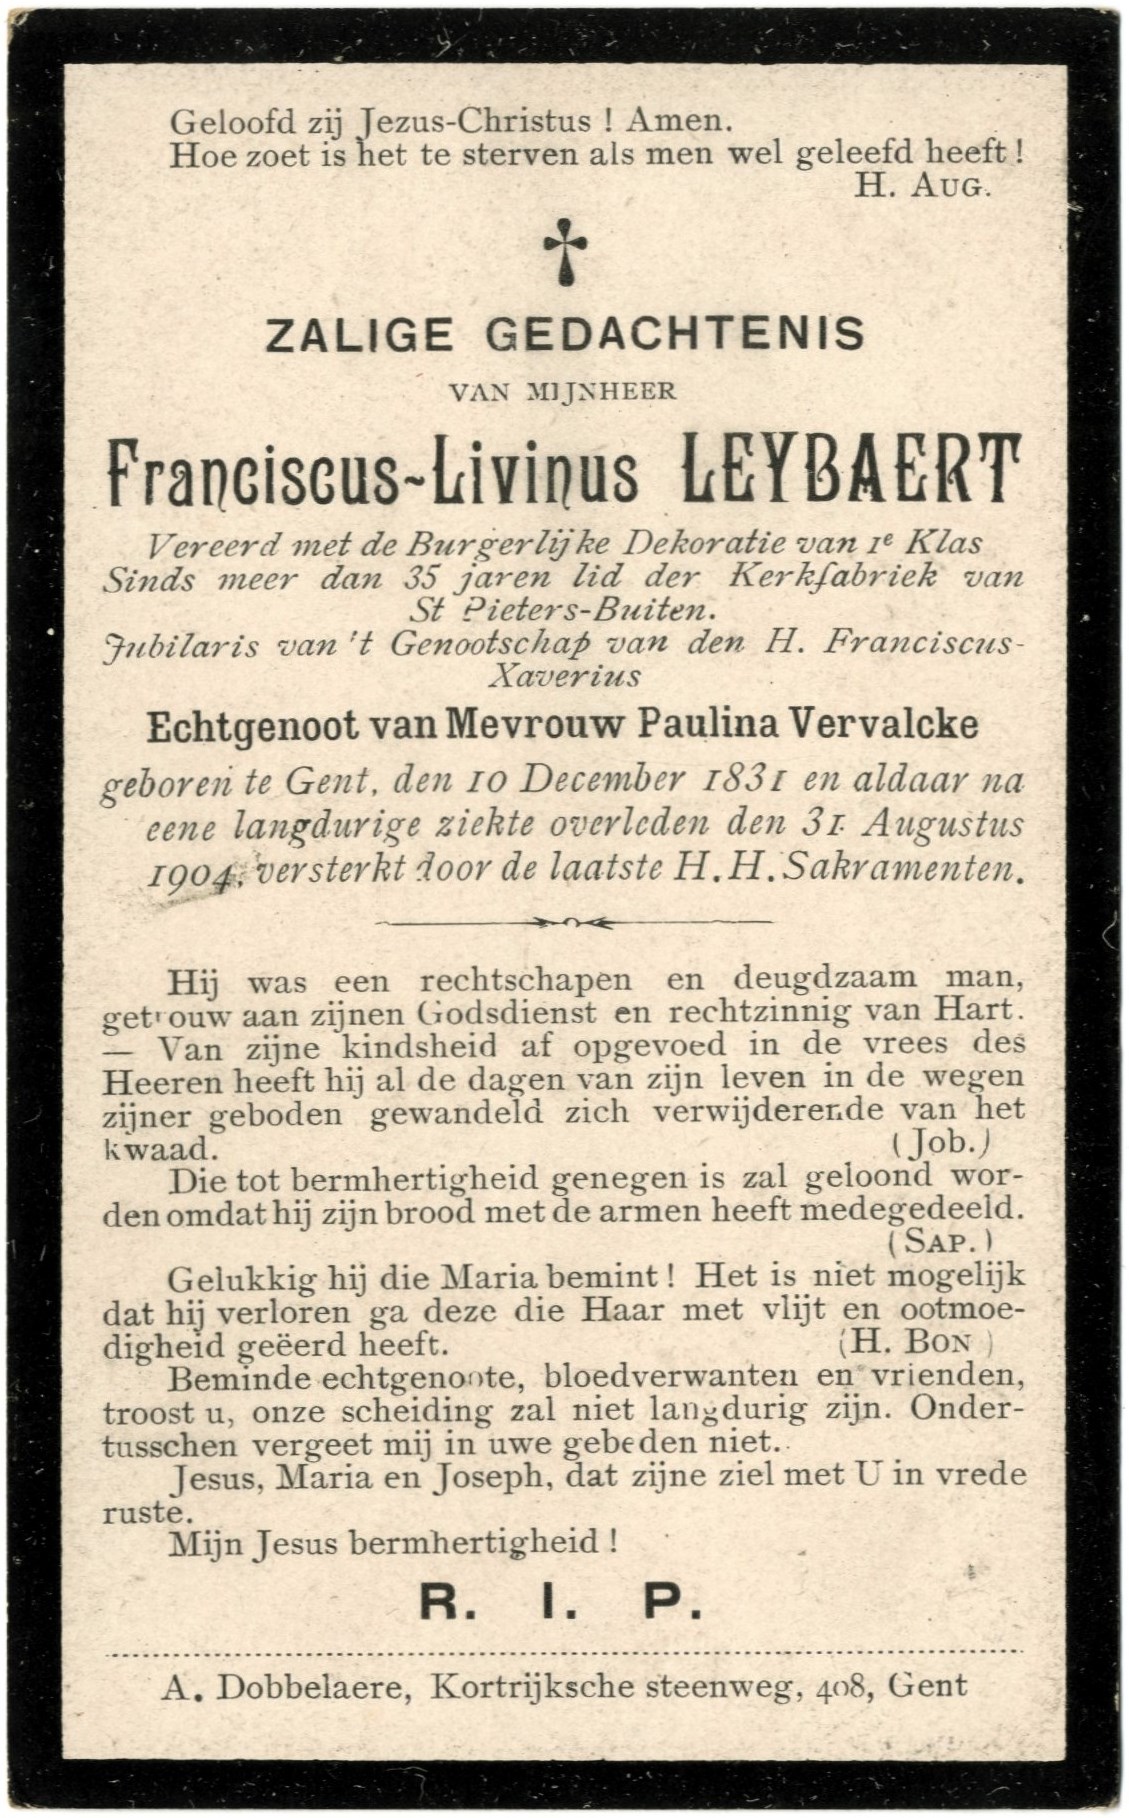 Geloofd zij Jezus-Christus ! Amen.
Hoe zoet is het te sterven als men wel geleefd heeft !
H. AUG.
ZALIGE GEDACHTENIS
VAN MIJNHEER
Franciscus-Livinus LEYBAERT
Vereerd met de Burgerlijke Dekoratie van 1e Klas
Sinds meer dan 35 jaren lid der Kerkfabriek van
St Pieters-Buiten.
Jubilaris van 't Genootschap van den H. Franciscus-
Xaverius
Echtgenoot van Mevrouw Paulina Vervalcke
geboren te Gent, den 10 December 1831 en aldaar na
eene langdurige ziekte overleden den 31 Augustus
1904, versterkt door de laatste H. H. Sakramenten.
Hij was een rechtschapen en deugdzaam man,
getrouw aan zijnen Godsdienst en rechtzinnig van Hart.
— Van zijne kindsheid af opgevoed in de vrees des
Heeren heeft hij al de dagen van zijn leven in de wegen
zijner geboden gewandeld zich verwijderende van het
kwaad. (Job.)
Die tot bermhertigheid genegen is zal geloond wor-
den omdat hij zijn brood met de armen heeft medegedeeld.
(SAP.)
Gelukkig hij die Maria bemint ! Het is niet mogelijk
dat hij verloren ga deze die Haar met vlijt en ootmoe-
digheid geëerd heeft. (H. BON )
Beminde echtgenoote, bloedverwanten en vrienden,
troost u, onze scheiding zal niet langdurig zijn. Onder-
tusschen vergeet mij in uwe gebeden niet.
Jesus, Maria en Joseph, dat zijne ziel met U in vrede
ruste.
Mijn Jesus bermhertigheid !
R. I. P.
A. Dobbelaere, Kortrijksche steenweg, 408, Gent